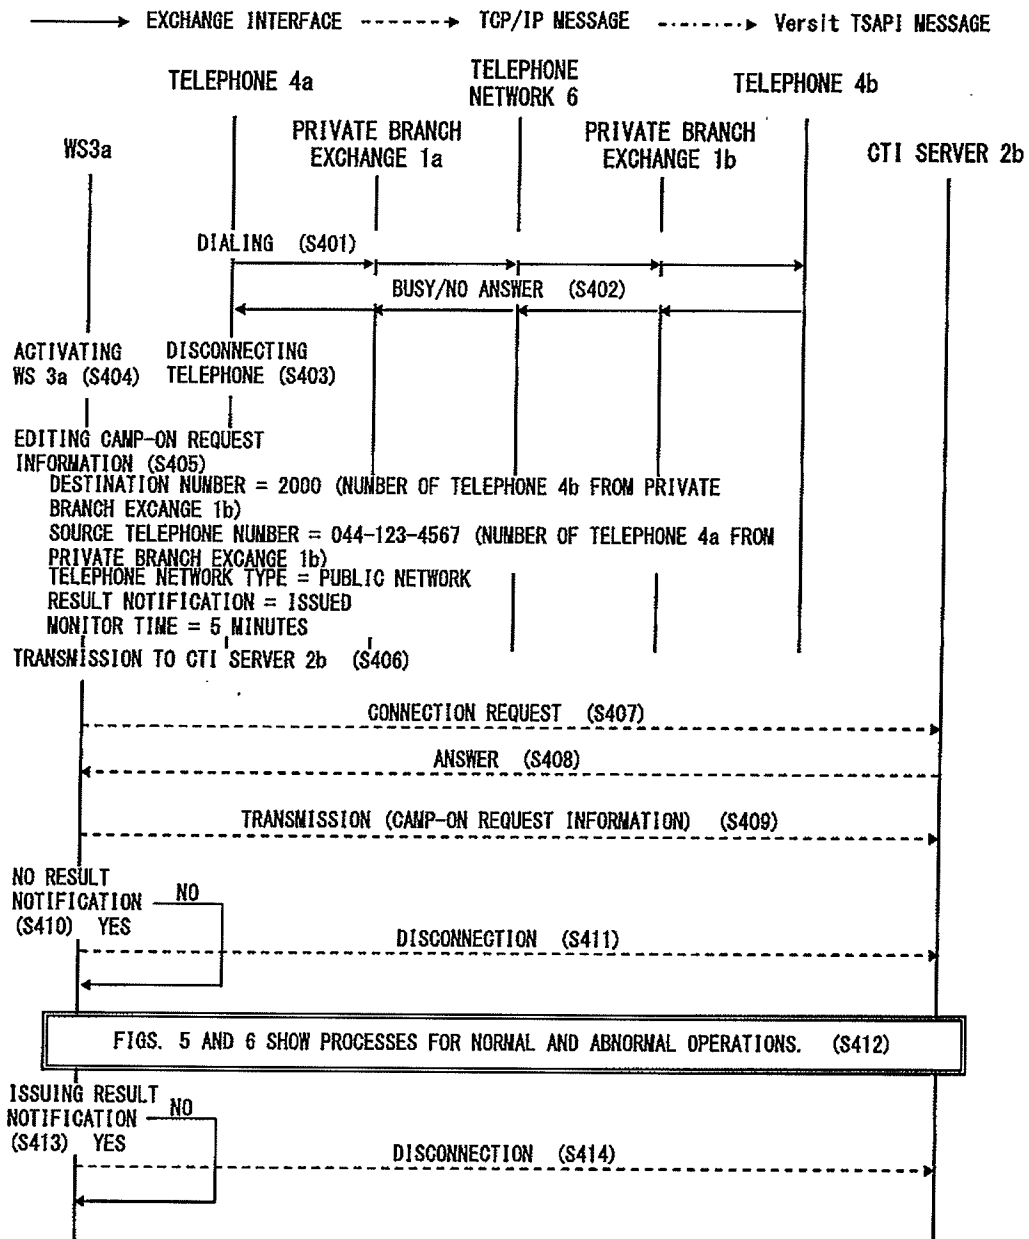 EXCHANGE INTERFACE
TCP/IP MESSAGE
Versit TSAPI MESSAGE
TELEPHONE 4a
TELEPHONE
NETWORK 6
TELEPHONE 4b
WS3a
PRIVATE BRANCH
EXCHANGE 1a
PRIVATE BRANCH
EXCHANGE 1b
CTI SERVER 2b
DIALING (S401)
BUSY/NO ANSWER (S402)
ACTIVATING
WS 3a (S404)
DISCONNECTING
TELEPHONE (S403)
EDITING CAMP-ON REQUEST
INFORMATION (S405)
DESTINATION NUMBER = 2000 (NUMBER OF TELEPHONE 4b FROM PRIVATE
BRANCH EXCANGE 1b)
SOURCE TELEPHONE NUMBER = 044-123-4567 (NUMBER OF TELEPHONE 4a FROM
PRIVATE BRANCH EXCANGE 1b)
TELEPHONE NETWORK TYPE = PUBLIC NETWORK
RESULT NOTIFICATION = ISSUED
MONITOR TIME = 5 MINUTES
TRANSMISSION TO CTI SERVER 2b (S406)
CONNECTION REQUEST (S407)
ANSWER (S408)
TRANSMISSION (CAMP-ON REQUEST INFORMATION) (S409)
NO RESULT
NOTIFICATION NO
(S410) YES
DISCONNECTION (S411)
FIGS. 5 AND 6 SHOW PROCESSES FOR NORMAL AND ABNORMAL OPERATIONS. (S412)
ISSUING RESULT
NOTIFICATION NO
(S413) YES
DISCONNECTION (S414)